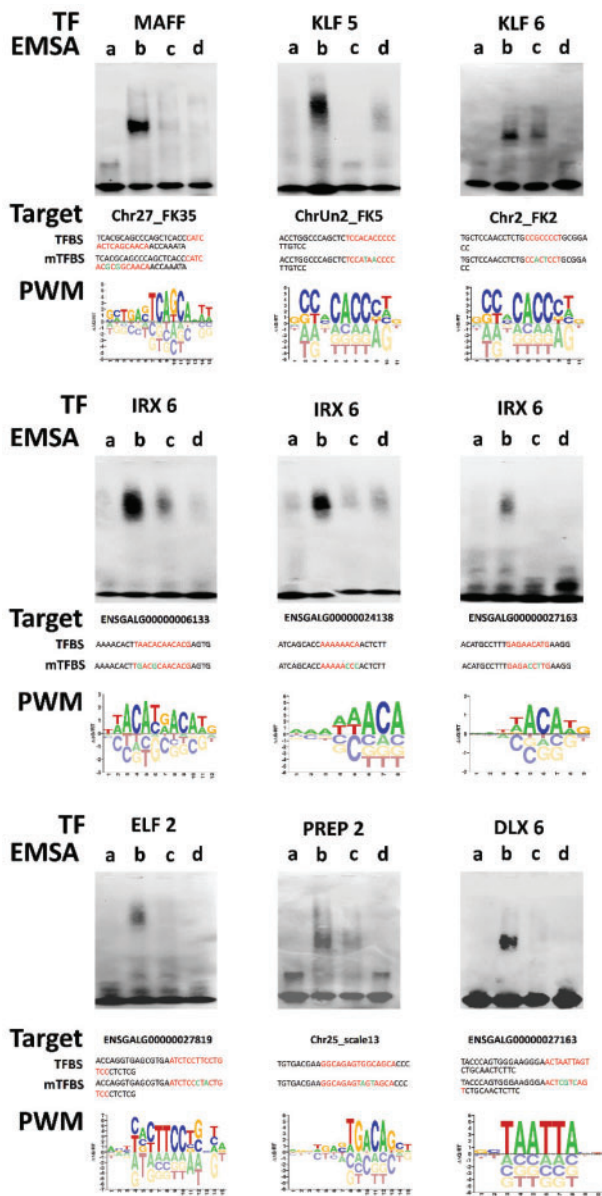 TF MAFF KLF 5 KLF 6
EMSA a b c d a b c d a b c d
Target Chr27_FK35 ChrUn2_FK5 Chr2_FK2
TFBS TCACGCAGCCCAGCTCACCCATC ACCTGGCCCAGCTCTCCACACCCCC TGCTCCAACCTCTGCCGCCCCTGCGGA
ACTCAGCAACAACCAAATA TTGTCC CC
mTFBS TCACGCAGCCCAGCTCACCCATC ACCTGGCCCAGCTCTCCATAACCCC TGCTCCAACCTCTGCCACTCCTGCGGA
ACGCGGCAACAACCAAATA TTGTCC CC
PWM
TF IRX 6 IRX 6 IRX 6
EMSA a b c d a b c d a b c d
Target ENSGALG00000006133 ENSGALG00000024138 ENSGALG00000027163
TFBS AAAACACTTAACACAACACGAGTG ATCAGCACCAAAAAACAACTCTT ACATGCCTTTGAGAACATGAAGG
mTFBS AAAACACTTGACGCAACACGAGTG ATCAGCACCAAAAACCCACTCTT ACATGCCTTTGAGACCTTGAAGG
PWM
TF ELF 2 PREP 2 DLX 6
EMSA a b c d a b c d a b c d
Target ENSGALG00000027819 Chr25_scale13 ENSGALG00000027163
TFBS ACCAGGTGAGCGTGAATCTCCTTCCTG TGTGACGAAGGCAGAGTGGCAGCACCC TACCCAGTGGGAAGGGAACTAATTAGT
TCCCTCTCG CTGCAACTCTTC
mTFBS ACCAGGTGAGCGTGAATCTCCCTACTG TGTGACGAAGGCAGAGTAGTAGCACCC TACCCAGTGGGAAGGGAACTCGTCAG
TCCCTCTCG TCTGCAACTCTTC
PWM